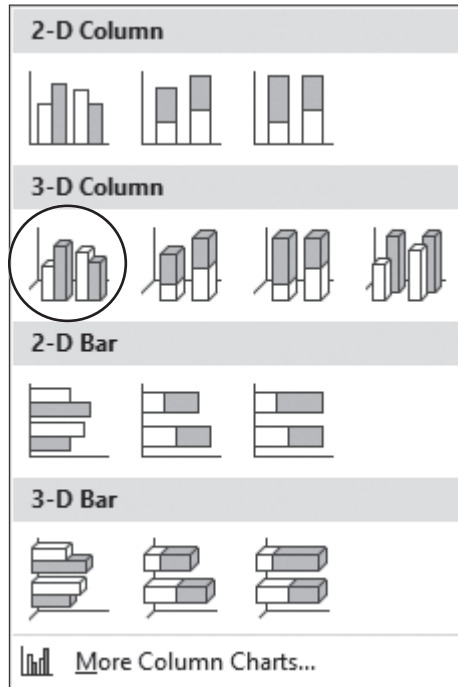 2-D Column
3-D Column
2-D Bar
3-D Bar
More Column Charts...